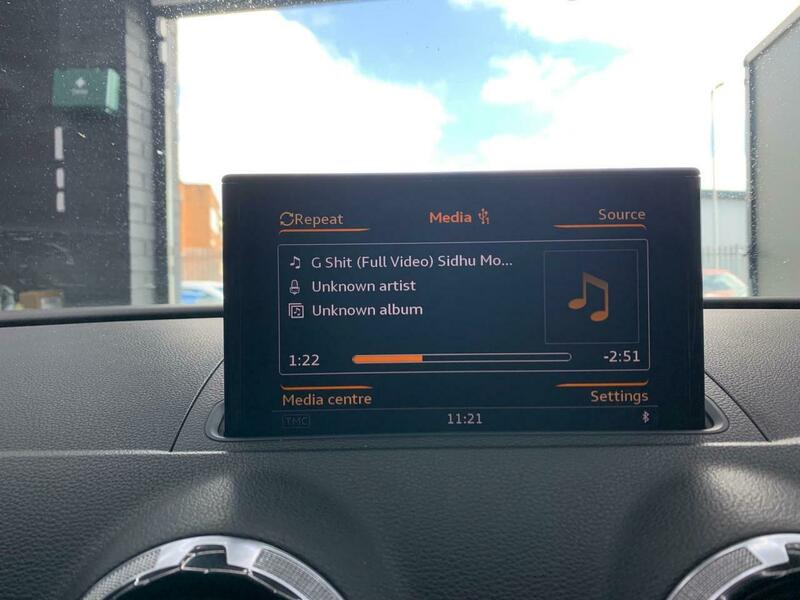 Repeat
Media
Source
G Shit (Full Video) Sidhu Mo...
Unknown artist
Unknown album
1:22
-2:51
Media centre
Settings
TMC
11:21